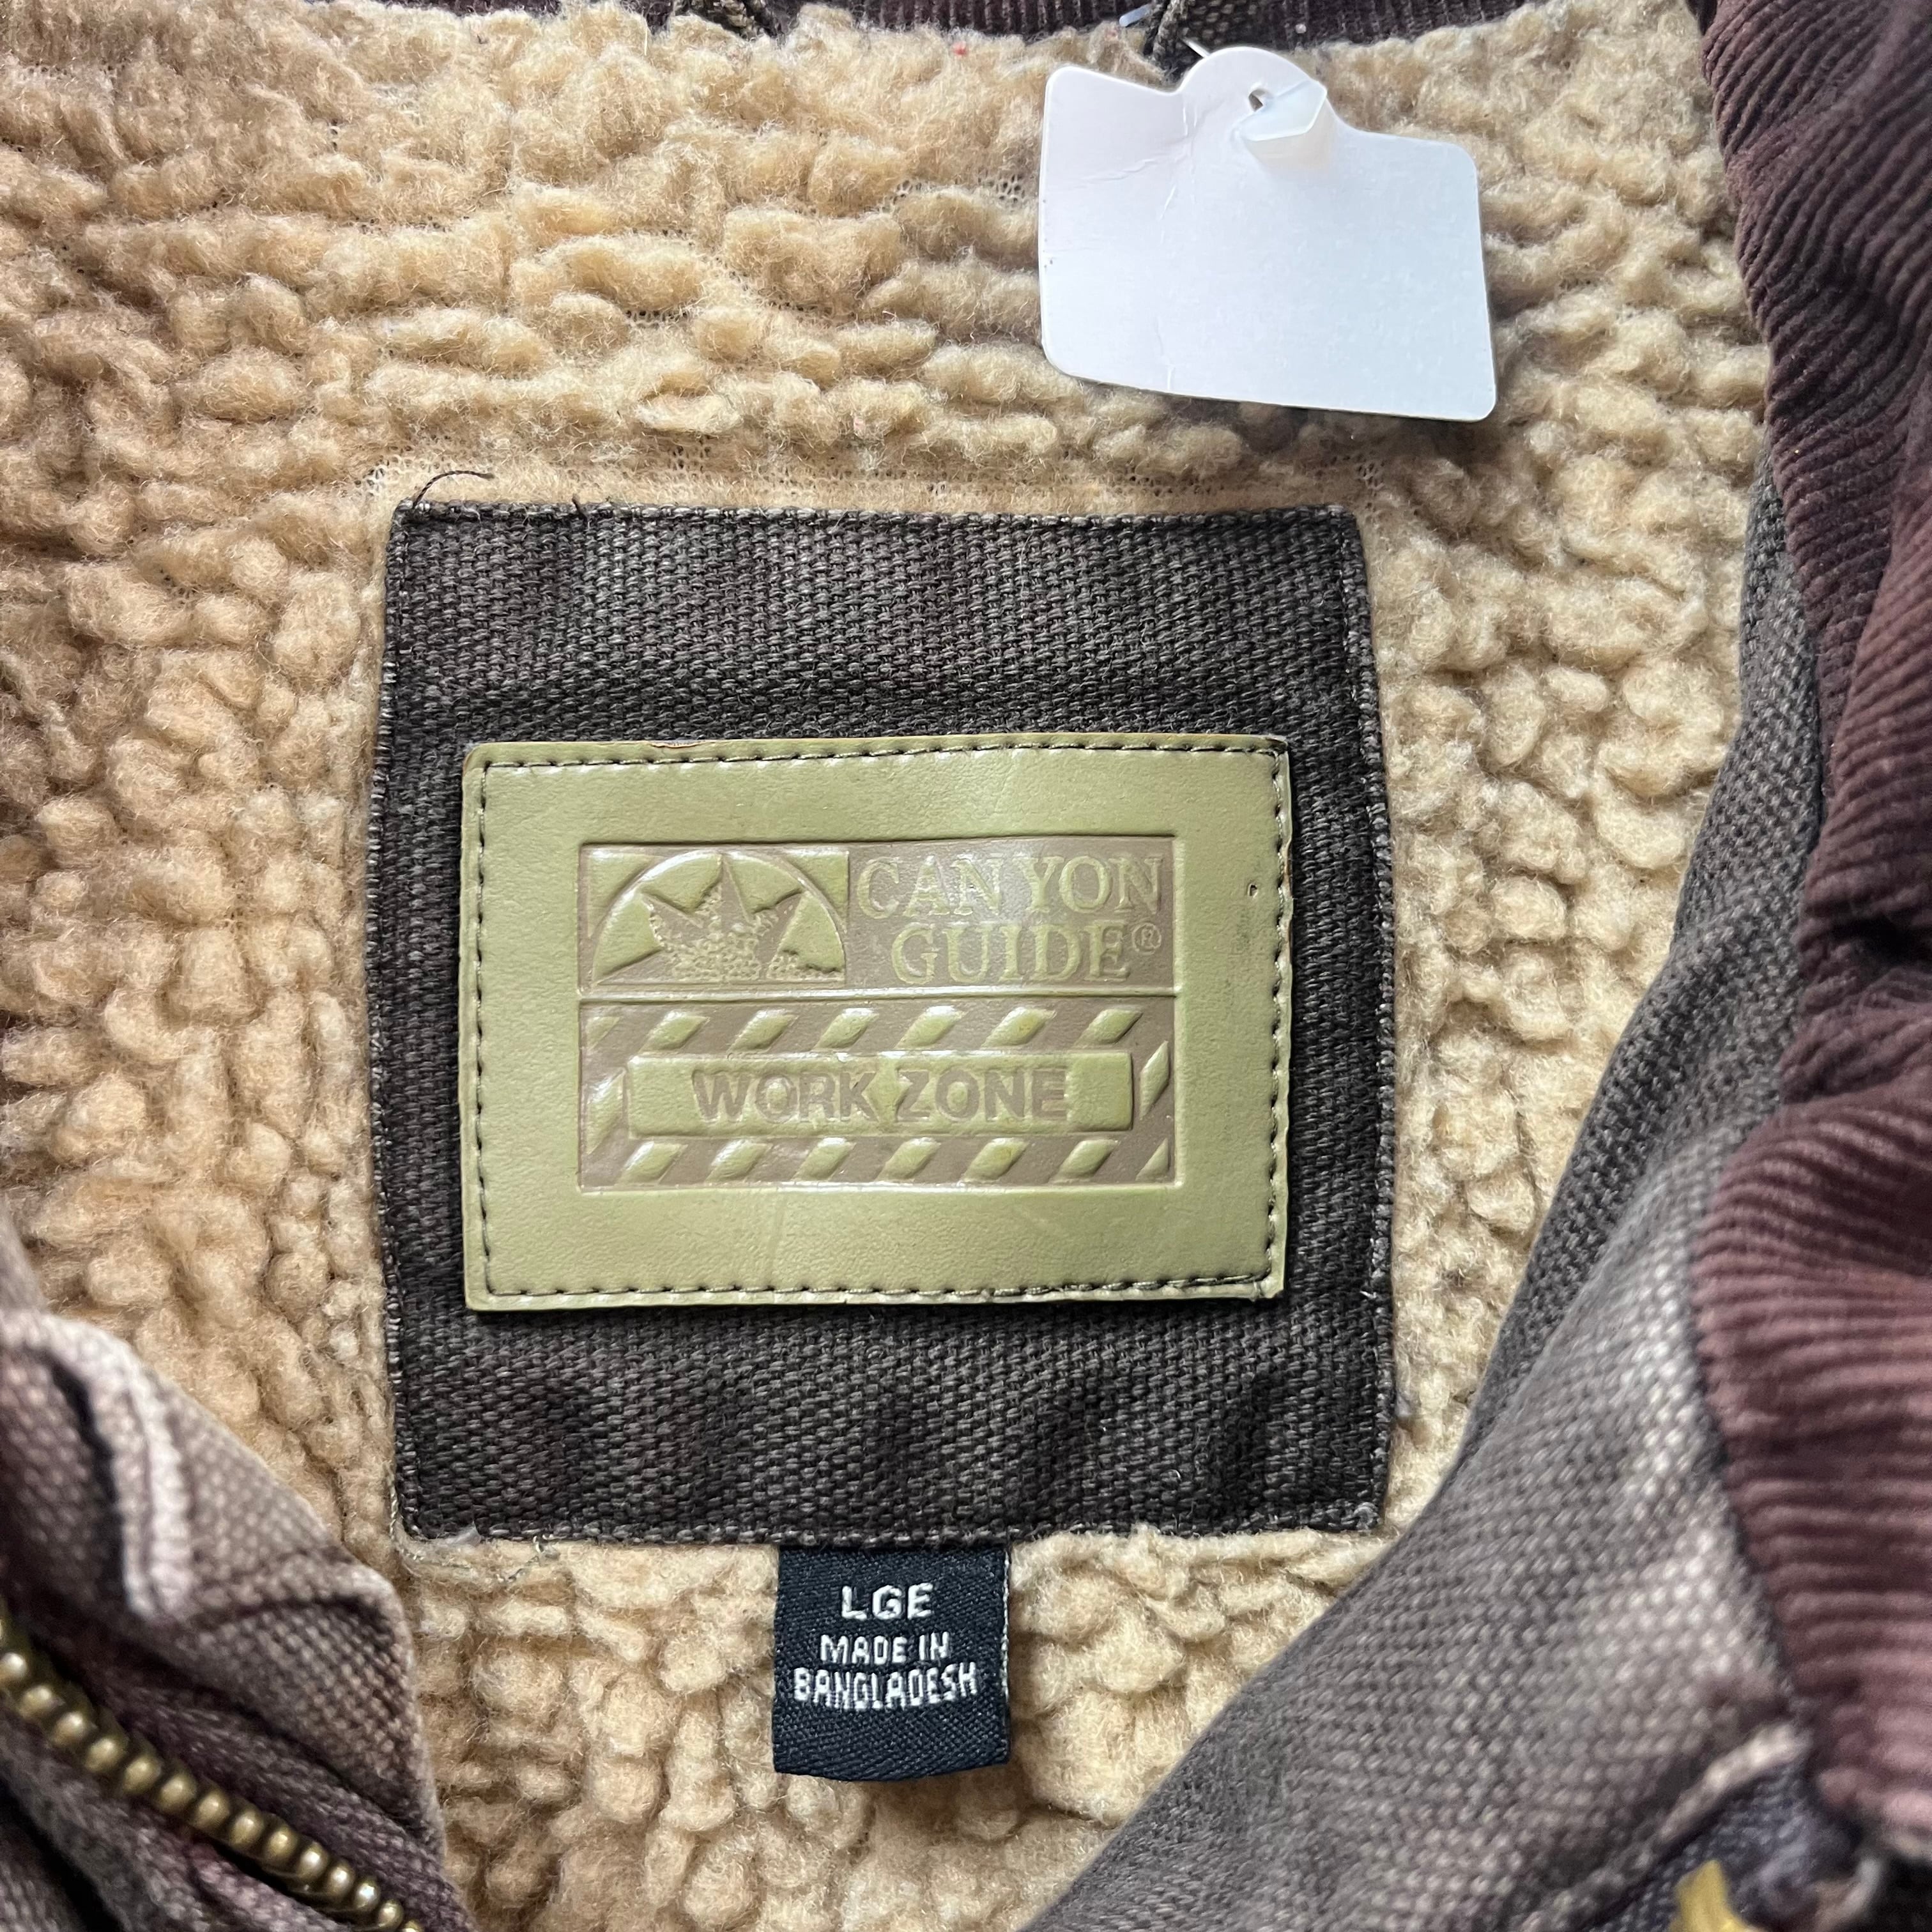 CANYON
GUIDE®
WORK ZONE
LGE
MADE IN
BANGLADESH